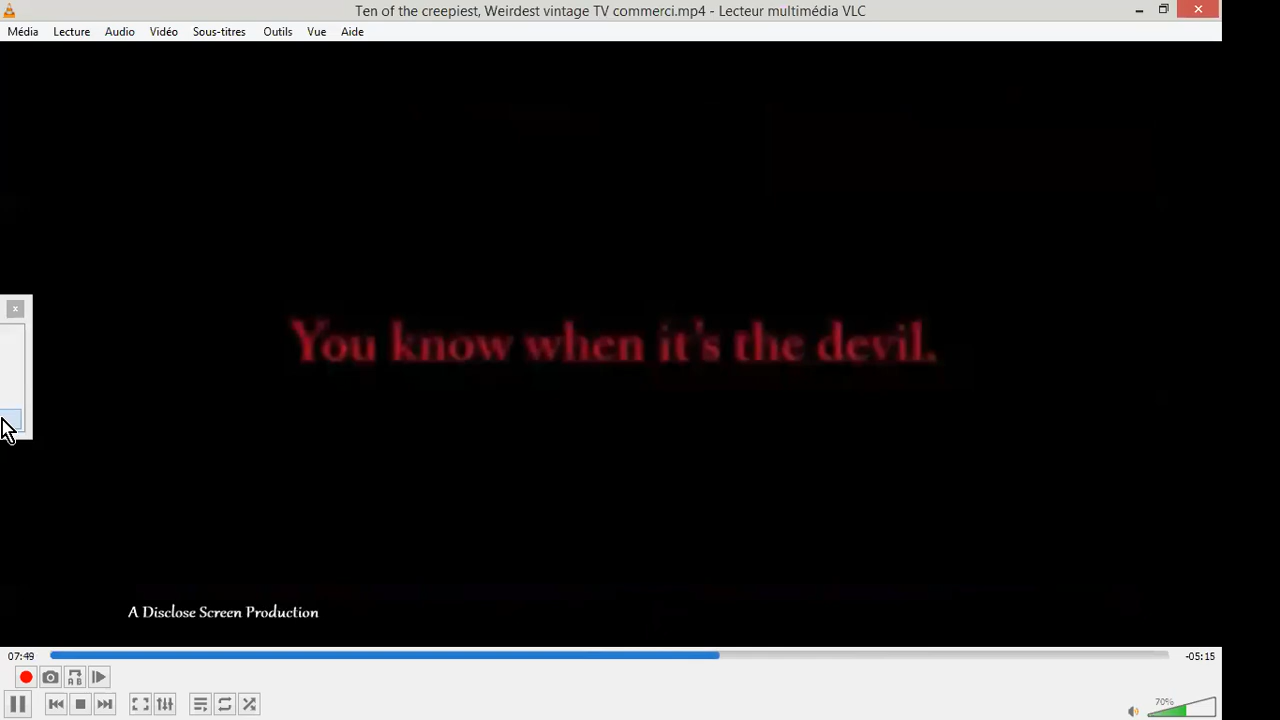 Ten of the creepiest, Weirdest vintage TV commerci.mp4 - Lecteur multimédia VLC
Média Lecture Audio Vidéo Sous-titres Outils Vue Aide
x
You know when it's the devil.
A Disclose Screen Production
07:49 -05:15
A B
70%